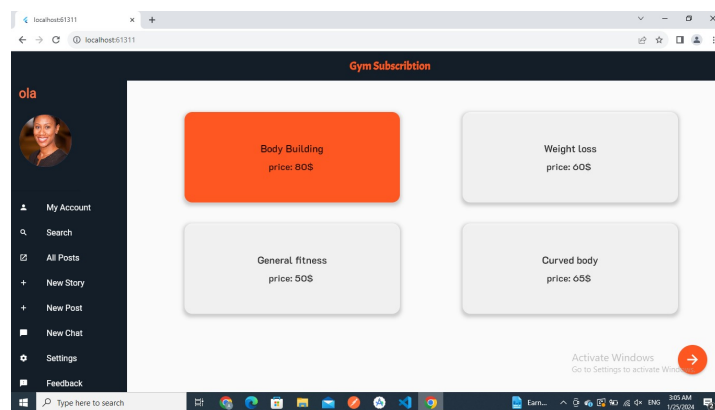 localhost:61311
localhost:61311
Gym Subscribtion
ola
Body Building
price: 80$
Weight loss
price: 60$
General fitness
price: 50$
Curved body
price: 65$
My Account
Search
All Posts
New Story
New Post
New Chat
Settings
Feedback
Activate Windows
Go to Settings to activate Windows.
Type here to search
Earn...
ENG
3:05 AM
1/25/2024